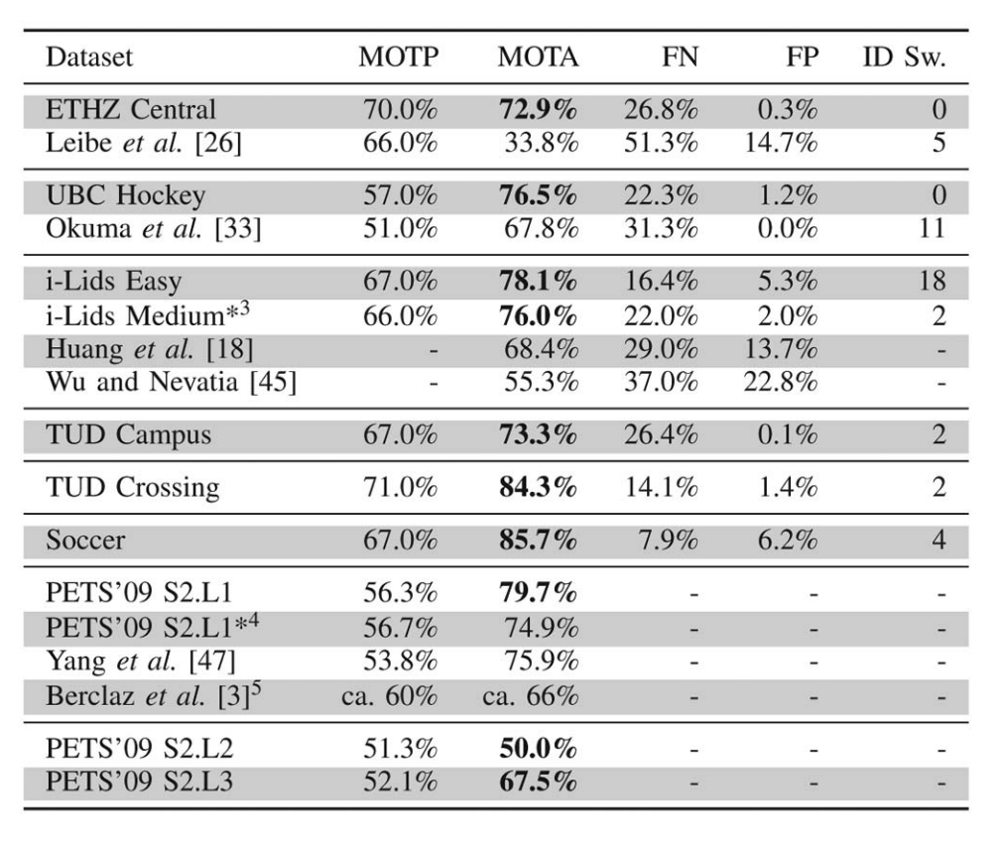 Dataset MOTP MOTA FN FP ID Sw.
ETHZ Central 70.0% 72.9% 26.8% 0.3% 0
Leibe et al. [26] 66.0% 33.8% 51.3% 14.7% 5
UBC Hockey 57.0% 76.5% 22.3% 1.2% 0
Okuma et al. [33] 51.0% 67.8% 31.3% 0.0% 11
i-Lids Easy 67.0% 78.1% 16.4% 5.3% 18
i-Lids Medium*³ 66.0% 76.0% 22.0% 2.0% 2
Huang et al. [18] - 68.4% 29.0% 13.7% -
Wu and Nevatia [45] - 55.3% 37.0% 22.8% -
TUD Campus 67.0% 73.3% 26.4% 0.1% 2
TUD Crossing 71.0% 84.3% 14.1% 1.4% 2
Soccer 67.0% 85.7% 7.9% 6.2% 4
PETS'09 S2.L1 56.3% 79.7% - - -
PETS'09 S2.L1*⁴ 56.7% 74.9% - - -
Yang et al. [47] 53.8% 75.9% - - -
Berclaz et al. [3]⁵ ca. 60% ca. 66% - - -
PETS'09 S2.L2 51.3% 50.0% - - -
PETS'09 S2.L3 52.1% 67.5% - - -